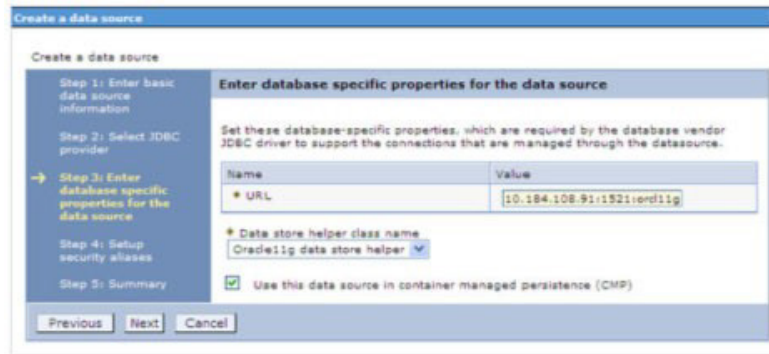 Create a data source
Create a data source
Step 1: Enter basic
data source
information
Step 2: Select JDBC
provider
Step 3: Enter
database specific
properties for the
data source
Step 4: Setup
security aliases
Step 5: Summary
Enter database specific properties for the data source
Set these database-specific properties, which are required by the database vendor
JDBC driver to support the connections that are managed through the datasource.
Name Value
* URL 10.184.108.91:1521:orcl11g
* Data store helper class name
Oracle11g data store helper
Use this data source in container managed persistence (CMP)
Previous Next Cancel